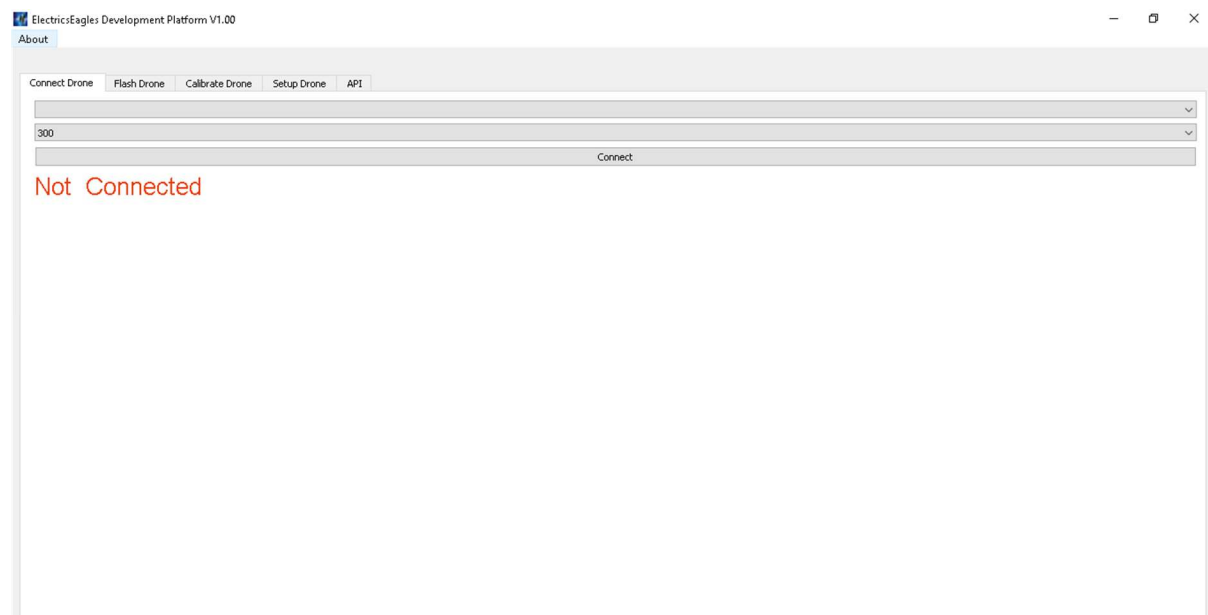 ElectricsEagles Development Platform V1.00
About
Connect Drone Flash Drone Calibrate Drone Setup Drone API
300
Connect
Not Connected